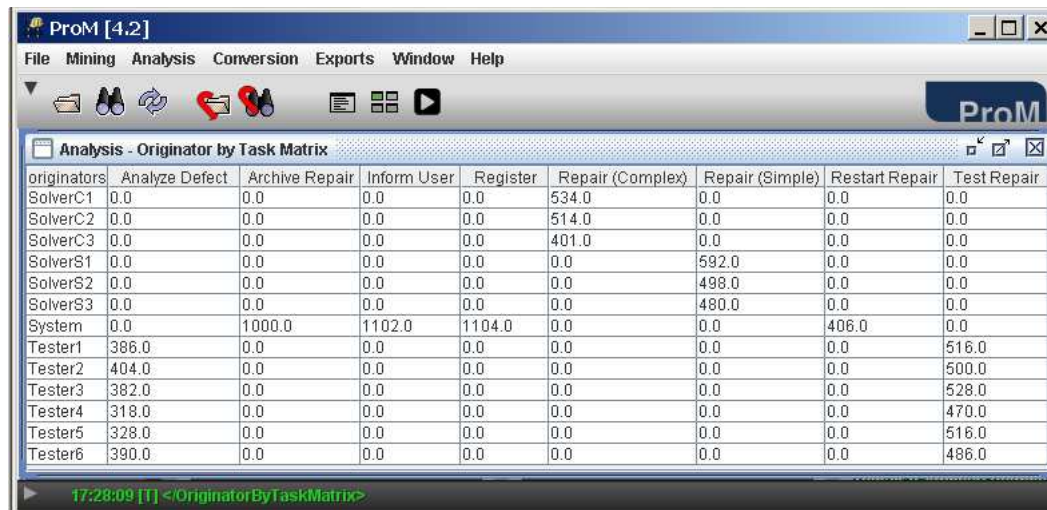 ProM [4.2]
File Mining Analysis Conversion Exports Window Help
ProM
Analysis - Originator by Task Matrix
originators Analyze Defect Archive Repair Inform User Register Repair (Complex) Repair (Simple) Restart Repair Test Repair
SolverC1 0.0 0.0 0.0 0.0 534.0 0.0 0.0 0.0
SolverC2 0.0 0.0 0.0 0.0 514.0 0.0 0.0 0.0
SolverC3 0.0 0.0 0.0 0.0 401.0 0.0 0.0 0.0
SolverS1 0.0 0.0 0.0 0.0 0.0 592.0 0.0 0.0
SolverS2 0.0 0.0 0.0 0.0 0.0 498.0 0.0 0.0
SolverS3 0.0 0.0 0.0 0.0 0.0 480.0 0.0 0.0
System 0.0 1000.0 1102.0 1104.0 0.0 0.0 406.0 0.0
Tester1 386.0 0.0 0.0 0.0 0.0 0.0 0.0 516.0
Tester2 404.0 0.0 0.0 0.0 0.0 0.0 0.0 500.0
Tester3 382.0 0.0 0.0 0.0 0.0 0.0 0.0 528.0
Tester4 318.0 0.0 0.0 0.0 0.0 0.0 0.0 470.0
Tester5 328.0 0.0 0.0 0.0 0.0 0.0 0.0 516.0
Tester6 390.0 0.0 0.0 0.0 0.0 0.0 0.0 486.0
17:28:09 [T] </OriginatorByTaskMatrix>